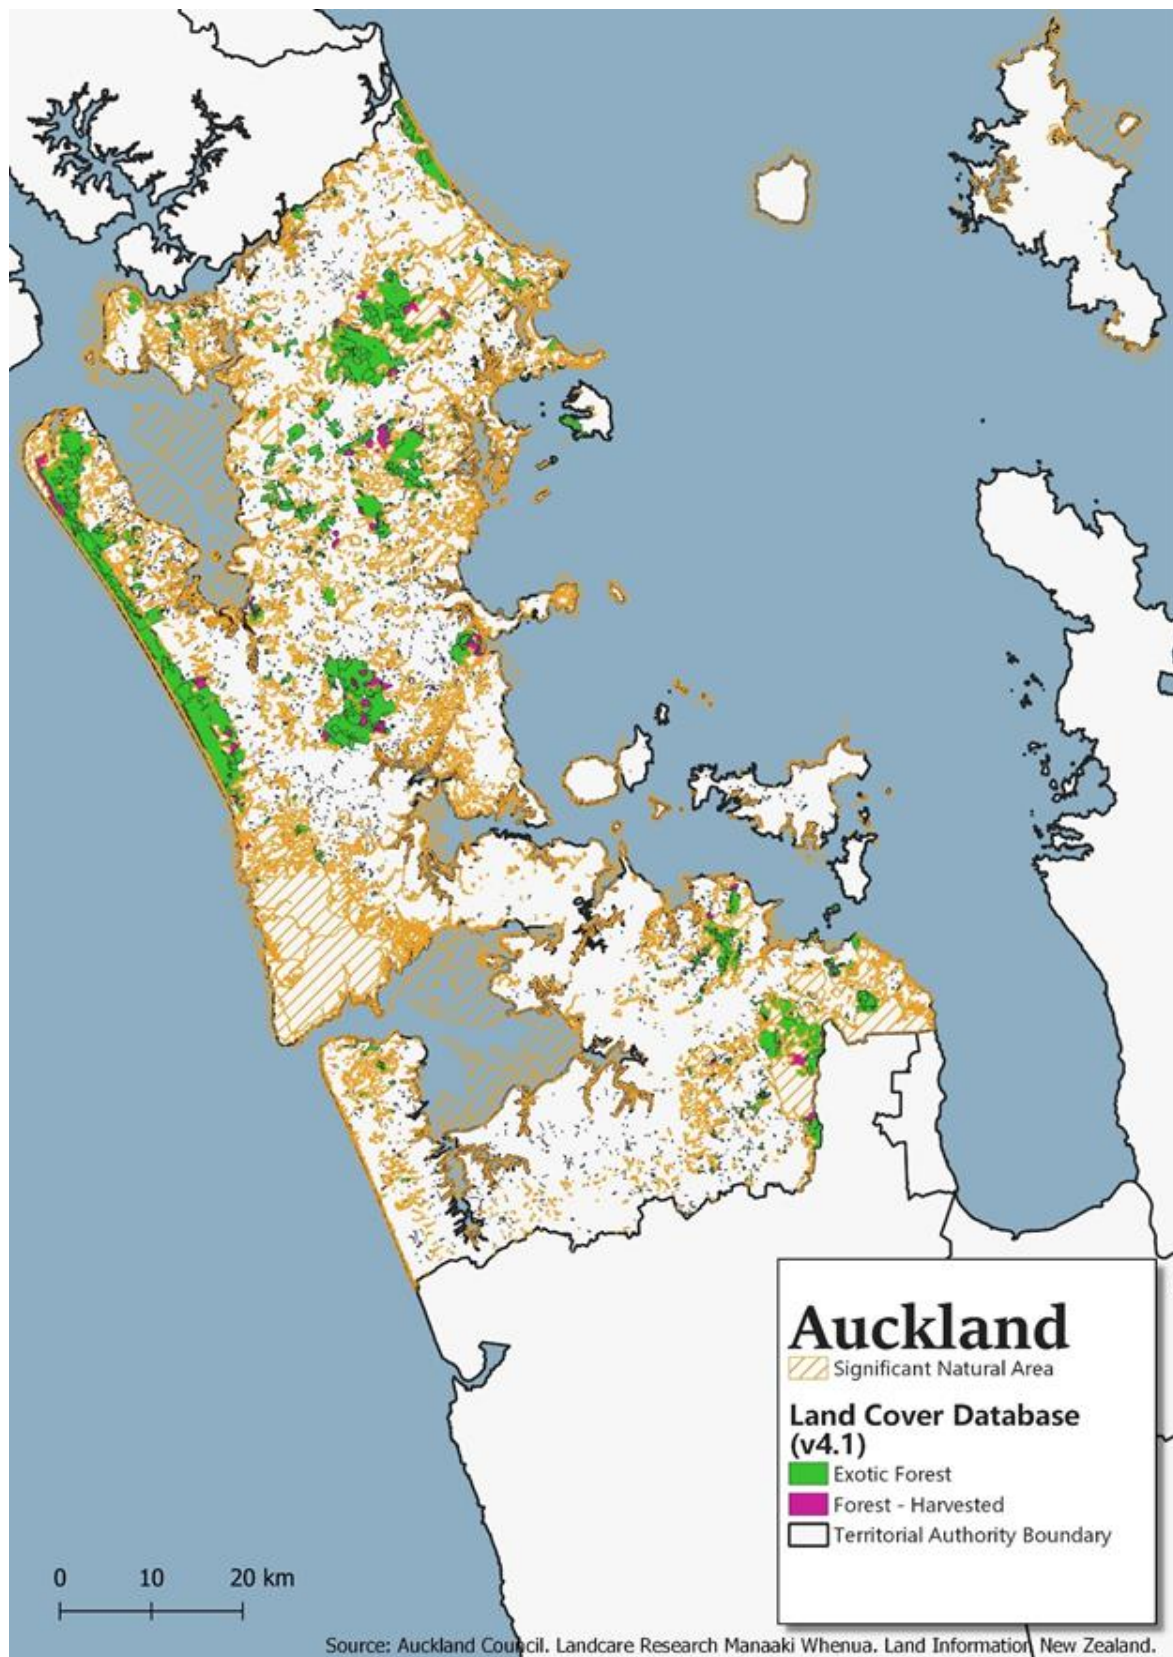 Auckland
Significant Natural Area
Land Cover Database
(v4.1)
Exotic Forest
Forest - Harvested
Territorial Authority Boundary
0 10 20 km
Source: Auckland Council. Landcare Research Manaaki Whenua. Land Information New Zealand.